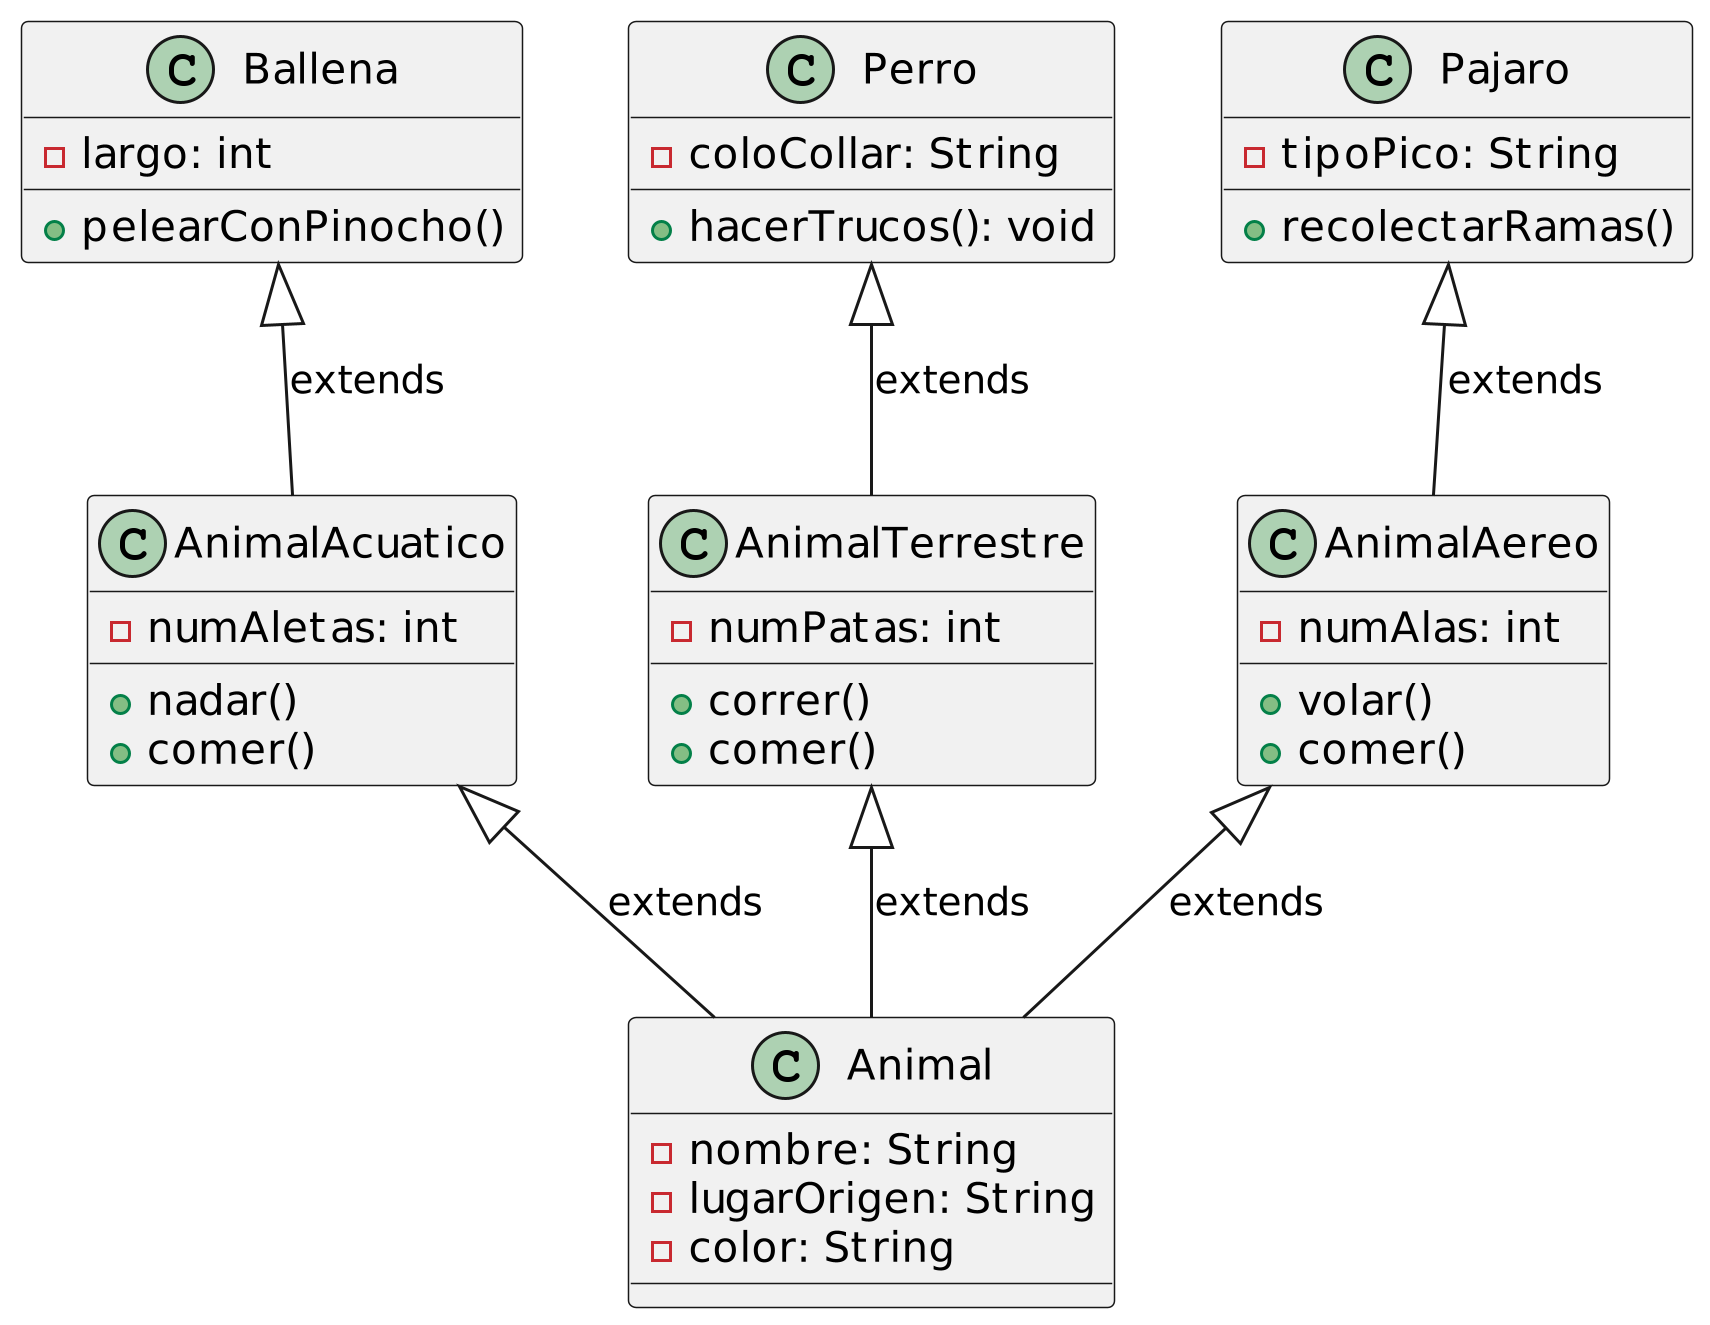 C Ballena
largo: int
pelearConPinocho()
C Perro
coloCollar: String
hacerTrucos(): void
C Pajaro
tipoPico: String
recolectarRamas()
extends
extends
extends
C AnimalAcuatico
numAletas: int
nadar()
comer()
C AnimalTerrestre
numPatas: int
correr()
comer()
C AnimalAereo
numAlas: int
volar()
comer()
extends
extends
extends
C Animal
nombre: String
lugarOrigen: String
color: String